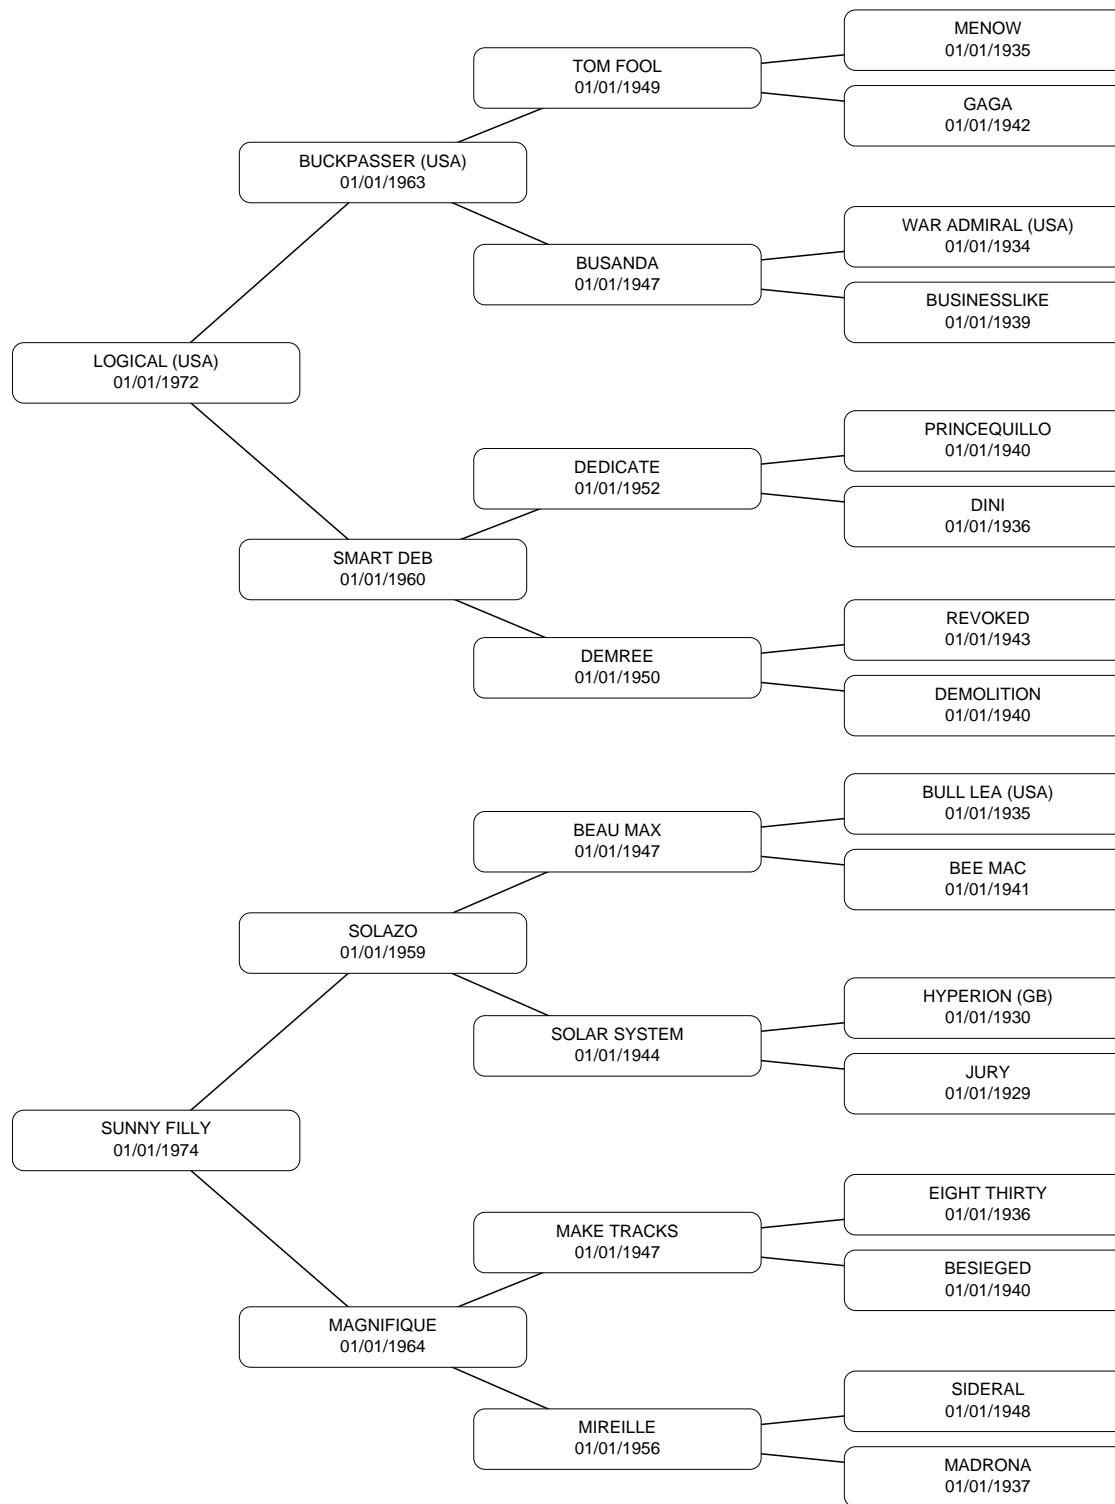 MENOW
01/01/1935
TOM FOOL
01/01/1949
GAGA
01/01/1942
BUCKPASSER (USA)
01/01/1963
WAR ADMIRAL (USA)
01/01/1934
BUSANDA
01/01/1947
BUSINESSLIKE
01/01/1939
LOGICAL (USA)
01/01/1972
PRINCEQUILLO
01/01/1940
DEDICATE
01/01/1952
DINI
01/01/1936
SMART DEB
01/01/1960
REVOKED
01/01/1943
DEMREE
01/01/1950
DEMOLITION
01/01/1940
BULL LEA (USA)
01/01/1935
BEAU MAX
01/01/1947
BEE MAC
01/01/1941
SOLAZO
01/01/1959
HYPERION (GB)
01/01/1930
SOLAR SYSTEM
01/01/1944
JURY
01/01/1929
SUNNY FILLY
01/01/1974
EIGHT THIRTY
01/01/1936
MAKE TRACKS
01/01/1947
BESIEGED
01/01/1940
MAGNIFIQUE
01/01/1964
SIDERAL
01/01/1948
MIREILLE
01/01/1956
MADRONA
01/01/1937